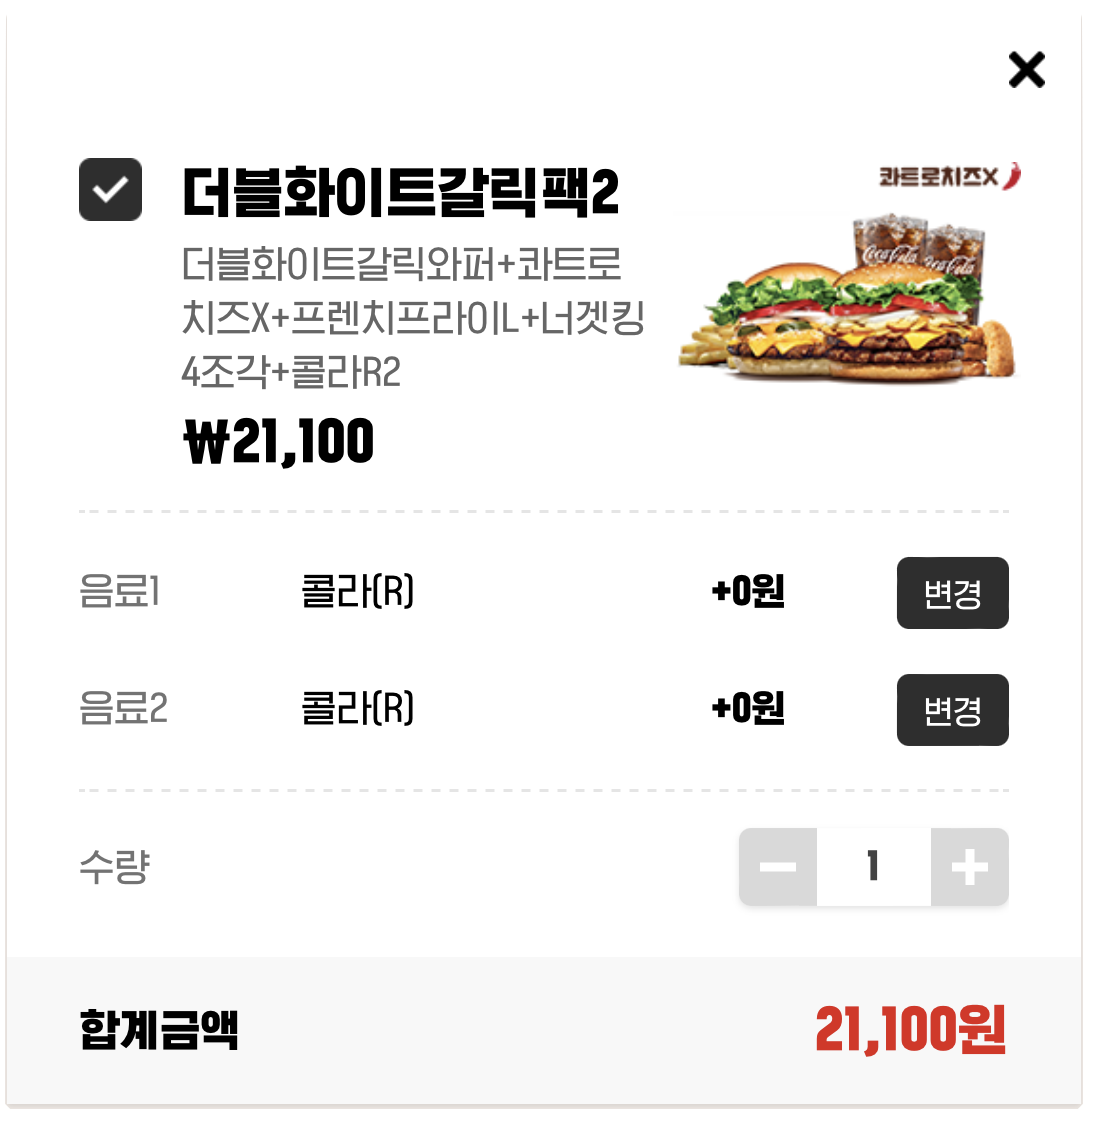 더블화이트갈릭팩2
콰트로치즈X
더블화이트갈릭와퍼+콰트로
치즈X+프렌치프라이L+너겟킹
4조각+콜라R2
₩21,100
Coca-Cola
Coca-Cola
음료1 콜라(R) +0원 변경
음료2 콜라(R) +0원 변경
수량 1
합계금액 21,100원